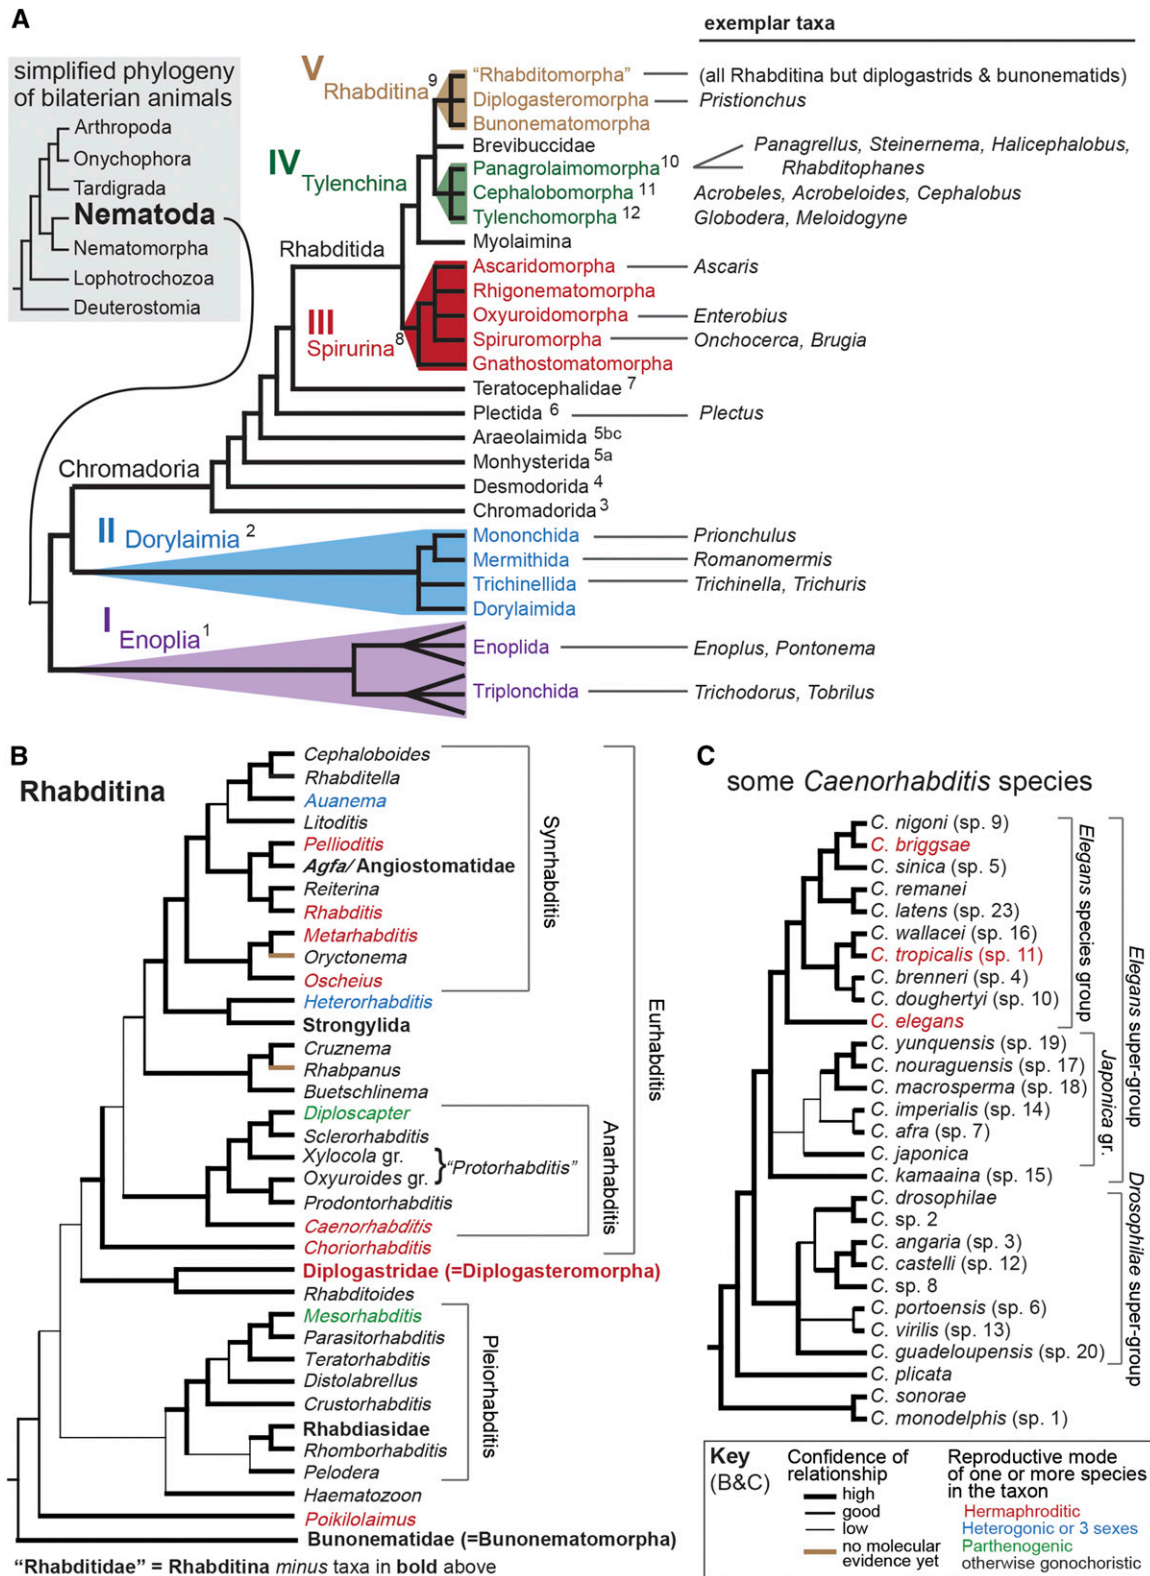 A
exemplar taxa
simplified phylogeny
of bilaterian animals
Arthropoda
Onychophora
Tardigrada
Nematoda
Nematomorpha
Lophotrochozoa
Deuterostomia
V
Rhabditina 9
"Rhabditomorpha" (all Rhabditina but diplogastrids & bunonematids)
Diplogasteromorpha Pristionchus
Bunonematomorpha
Brevibuccidae
IV
Tylenchina
Panagrolaimomorpha 10 Panagrellus, Steinernema, Halicephalobus,
Rhabditophanes
Cephalobomorpha 11 Acrobeles, Acrobeloides, Cephalobus
Tylenchomorpha 12 Globodera, Meloidogyne
Myolaimina
Rhabditida
III
Spirurina 8
Ascaridomorpha Ascaris
Rhigonematomorpha
Oxyuroidomorpha Enterobius
Spiruromorpha Onchocerca, Brugia
Gnathostomatomorpha
Teratocephalidae 7
Plectida 6 Plectus
Araeolaimida 5bc
Monhysterida 5a
Desmodorida 4
Chromadorida 3
Chromadoria
II Dorylaimia 2
Mononchida Prionchulus
Mermithida Romanomermis
Trichinellida Trichinella, Trichuris
Dorylaimida
I
Enoplia 1
Enoplida Enoplus, Pontonema
Triplonchida Trichodorus, Tobrilus
B
Rhabditina
Cephaloboides
Rhabditella
Auanema
Litoditis
Pellioditis
Agfa/Angiostomatidae
Reiterina
Rhabditis
Metarhabditis
Oryctonema
Oscheius
Heterorhabditis
Strongylida
Cruznema
Rhabpanus
Buetschlinema
Diploscapter
Sclerorhabditis
Xylocola gr.
Oxyuroides gr.
"Protorhabditis"
Prodontorhabditis
Caenorhabditis
Choriorhabditis
Diplogastridae (=Diplogasteromorpha)
Rhabditoides
Mesorhabditis
Parasitorhabditis
Teratorhabditis
Distolabrellus
Crustorhabditis
Rhabdiasidae
Rhomborhabditis
Pelodera
Haematozoon
Poikilolaimus
Bunonematidae (=Bunonematomorpha)
Synrhabditis
Eurhabditis
Anarhabditis
Pleiorhabditis
"Rhabditidae" = Rhabditina minus taxa in bold above
C
some Caenorhabditis species
C. nigoni (sp. 9)
C. briggsae
C. sinica (sp. 5)
C. remanei
C. latens (sp. 23)
C. wallacei (sp. 16)
C. tropicalis (sp. 11)
C. brenneri (sp. 4)
C. doughertyi (sp. 10)
C. elegans
C. yunquensis (sp. 19)
C. nouraguensis (sp. 17)
C. macrosperma (sp. 18)
C. imperialis (sp. 14)
C. afra (sp. 7)
C. japonica
C. kamaaina (sp. 15)
C. drosophilae
C. sp. 2
C. angaria (sp. 3)
C. castelli (sp. 12)
C. sp. 8
C. portoensis (sp. 6)
C. virilis (sp. 13)
C. guadeloupensis (sp. 20)
C. plicata
C. sonorae
C. monodelphis (sp. 1)
Elegans species group
Japonica gr.
Elegans super-group
Drosophilae super-group
Key
(B&C)
Confidence of
relationship
high
good
low
no molecular
evidence yet
Reproductive mode
of one or more species
in the taxon
Hermaphroditic
Heterogonic or 3 sexes
Parthenogenic
otherwise gonochoristic